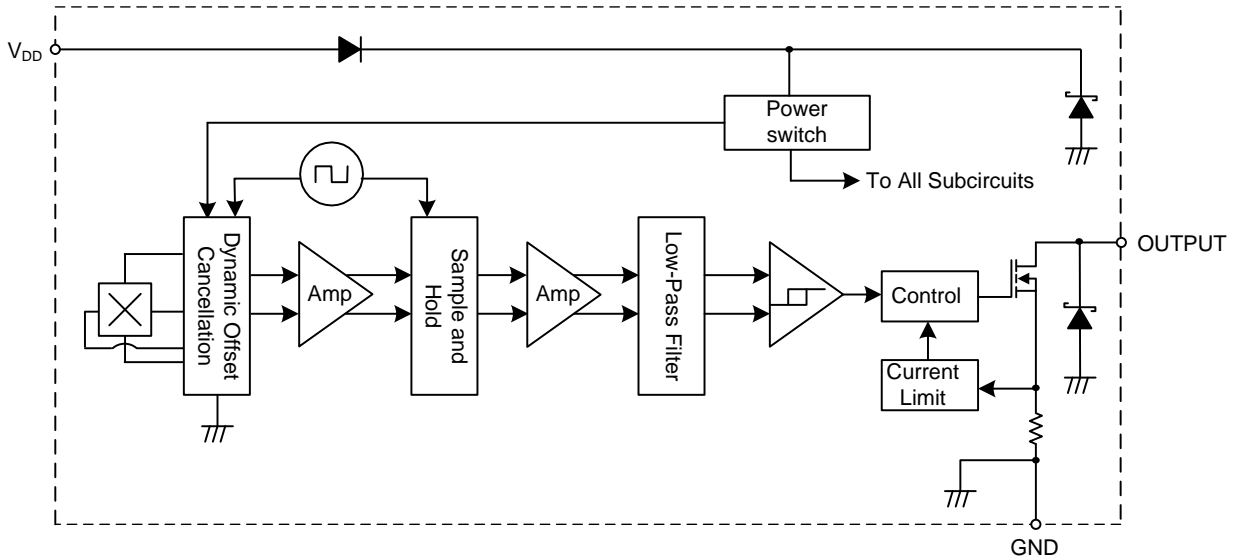 VDD
Power
switch
To All Subcircuits
Dynamic Offset
Cancellation
Amp
Sample and
Hold
Amp
Low-Pass Filter
Control
Current
Limit
OUTPUT
GND